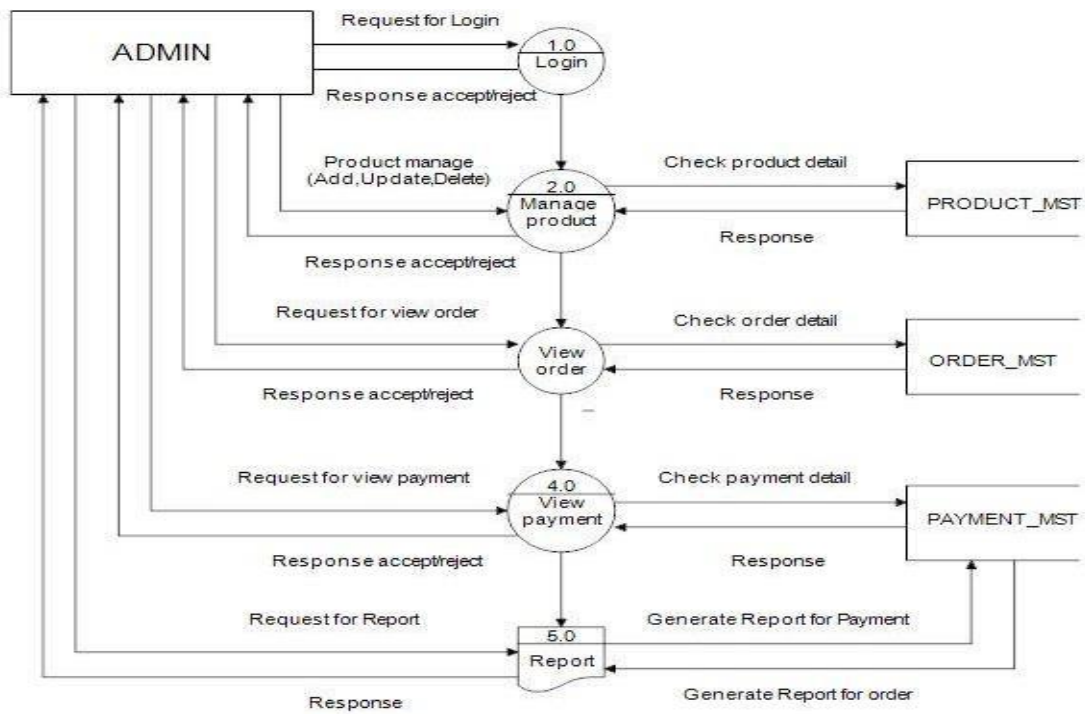 Request for Login
ADMIN
1.0
Login
Response accept/reject
Product manage
(Add,Update,Delete)
Check product detail
2.0
Manage
product
PRODUCT_MST
Response
Response accept/reject
Request for view order
Check order detail
View
order
ORDER_MST
Response accept/reject
Response
Request for view payment
Check payment detail
4.0
View
payment
PAYMENT_MST
Response accept/reject
Response
Request for Report
Generate Report for Payment
5.0
Report
Generate Report for order
Response